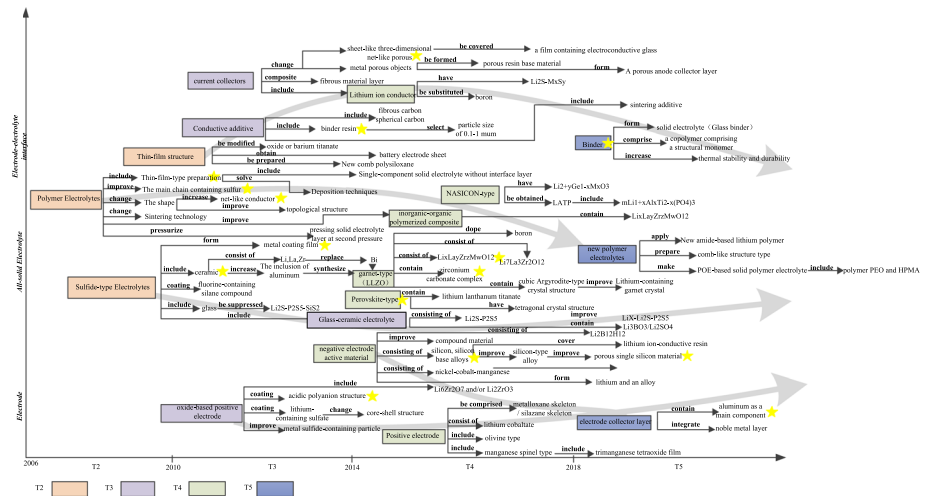 Electrode-electrolyte
interface
All-solid Electrolyte
Electrode
sheet-like three-dimensional
net-like porous
be covered
a film containing electroconductive glass
change
metal porous objects
be formed
porous resin base material
form
A porous anode collector layer
current collectors
composite
fibrous material layer
have
Li2S-MxSy
include
Lithium ion conductor
be substituted
boron
include
sintering additive
include
fibrous carbon
spherical carbon
Conductive additive
include
binder resin
select
particle size
of 0.1-1 mum
form
solid electrolyte（Glass binder）
Binder
comprise
a copolymer comprising
a structural monomer
increase
thermal stability and durability
be modified
oxide or barium titanate
Thin-film structure
obtain
battery electrode sheet
be prepared
New comb polysiloxane
include
Thin-film-type preparation
include
Single-component solid electrolyte without interface layer
solve
Deposition techniques
improve
The main chain containing sulfur
Polymer Electrolytes
change
The shape
increase
net-like conductor
topological structure
change
Sintering technology
improve
inorganic-organic
polymerized composite
contain
LixLayZrzMwO12
pressurize
pressing solid electrolyte
layer at second pressure
NASICON-type
have
Li2+yGe1-xMxO3
be obtained
LATP
include
mLi1+xAlxTi2-x(PO4)3
new polymer
electrolytes
apply
New amide-based lithium polymer
prepare
comb-like structure type
make
POE-based solid polymer electrolyte
include
polymer PEO and HPMA
form
metal coating film
consist of
Li,La,Zr
replace
Bi
include
ceramic
increase
The inclusion of
aluminum
synthesize
garnet-type
（LLZO）
dope
boron
consist of
LixLayZrzMwO12
Li7La3Zr2O12
contain
zirconium
carbonate complex
contain
cubic Argyrodite-type
crystal structure
improve
Lithium-containing
garnet crystal
Sulfide-type Electrolytes
coating
fluorine-containing
silane compound
include
glass
be suppressed
Li2S-P2S5-SiS2
include
Perovskite-type
contain
lithium lanthanum titanate
have
tetragonal crystal structure
Glass-ceramic electrolyte
consisting of
Li2S-P2S5
improve
LiX-Li2S-P2S5
contain
Li3BO3/Li2SO4
consisting of
Li2B12H12
negative electrode
active material
improve
compound material
cover
lithium ion-conductive resin
consisting of
silicon, silicon
base alloys
improve
silicon-type
alloy
improve
porous single silicon material
consisting of
nickel-cobalt-manganese
form
lithium and an alloy
include
Li6Zr2O7 and/or Li2ZrO3
coating
acidic polyanion structure
oxide-based positive
electrode
coating
lithium-
containing sulfide
change
core-shell structure
improve
metal sulfide-containing particle
Positive electrode
be comprised
metalloxane skeleton
/ silazane skeleton
consist of
lithium cobaltate
include
olivine type
include
manganese spinel type
include
trimanganese tetraoxide film
electrode collector layer
contain
aluminum as a
main component
integrate
noble metal layer
2006
T2
2010
T3
2014
T4
2018
T5
T2
T3
T4
T5